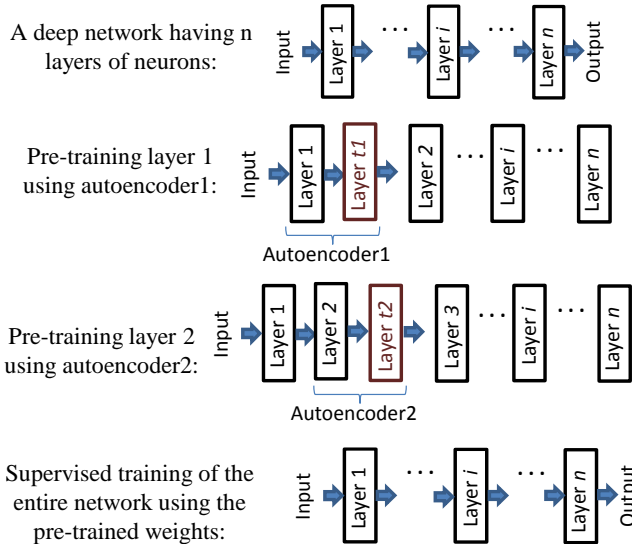 A deep network having n
layers of neurons:
Input
Layer 1
...
Layer i
...
Layer n
Output
Pre-training layer 1
using autoencoder1:
Input
Layer 1
Layer t1
Layer 2
...
Layer i
...
Layer n
Autoencoder1
Pre-training layer 2
using autoencoder2:
Input
Layer 1
Layer 2
Layer t2
Layer 3
...
Layer i
...
Layer n
Autoencoder2
Supervised training of the
entire network using the
pre-trained weights:
Input
Layer 1
...
Layer i
...
Layer n
Output